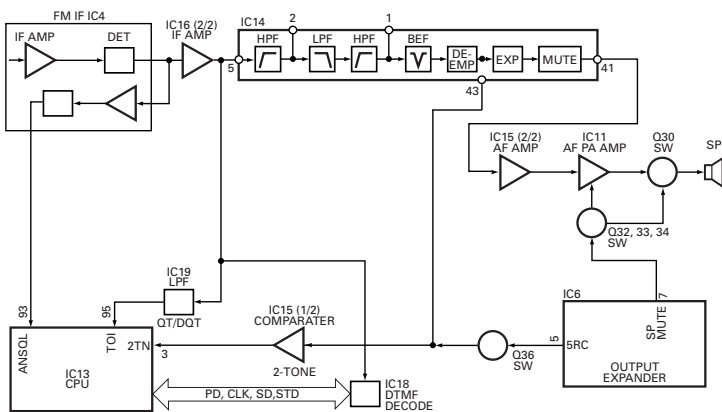 FM IF IC4
IF AMP
DET
IC16 (2/2)
IF AMP
IC14
2
1
HPF
LPF
HPF
BEF
DE-
EMP
EXP
MUTE
5
43
41
IC15 (2/2)
AF AMP
IC11
AF PA AMP
Q30
SW
SP
Q32, 33, 34
SW
IC19
LPF
QT/DQT
93
95
ANSQL
TOI
2TN
3
IC13
CPU
IC15 (1/2)
COMPARATER
2-TONE
Q36
SW
IC6
7
SP
MUTE
5
5RC
OUTPUT
EXPANDER
PD, CLK, SD,STD
IC18
DTMF
DECODE